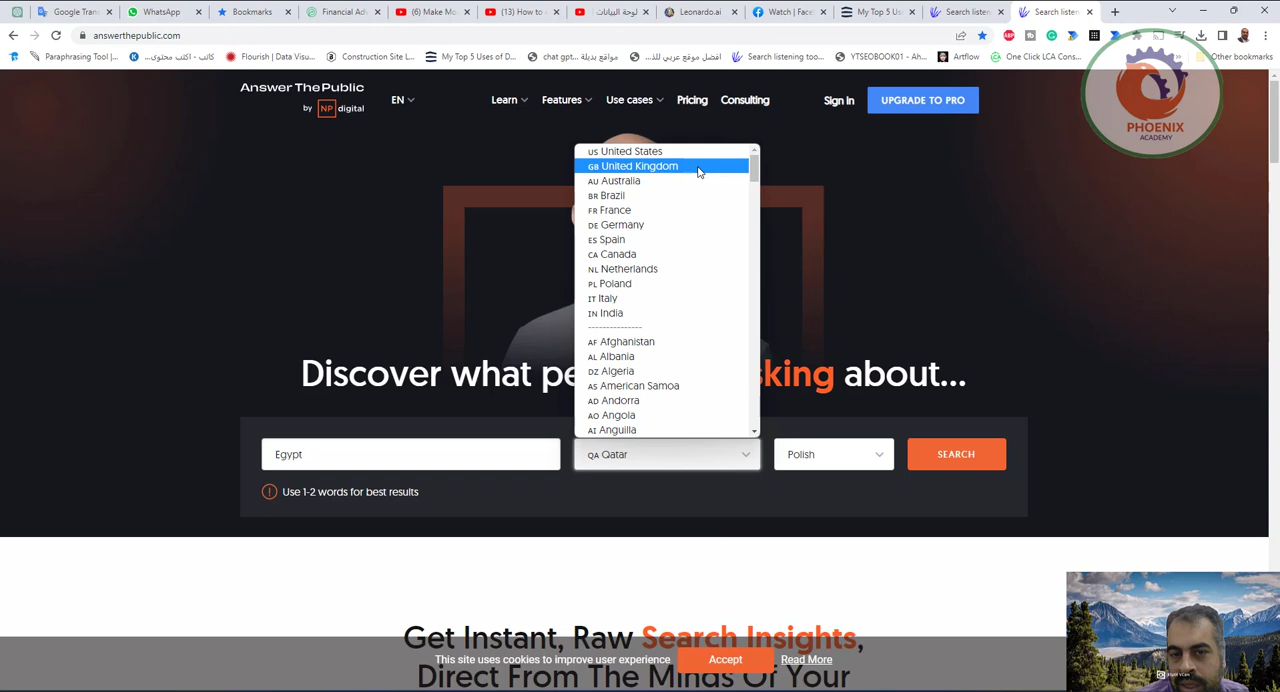 Google Trans
WhatsApp
Bookmarks
Financial Adv
(6) Make Mo
(13) How to
لوحة البيانات
Leonardo.ai
Watch | Face
My Top 5 Use
Search listen
Search listen
answerthepublic.com
Paraphrasing Tool |...
كاتب - اكتب محتوى...
Flourish | Data Visu...
Construction Site L...
My Top 5 Uses of D...
مواقع بديلة chat gpt...
افضل موقع عربي للذ...
Search listening too...
YTSEOBOOK01 - Ah...
Artflow
One Click LCA Cons...
Other bookmarks
Answer The Public
by NP digital
EN
Learn
Features
Use cases
Pricing
Consulting
Sign in
UPGRADE TO PRO
PHOENIX
ACADEMY
US United States
GB United Kingdom
AU Australia
BR Brazil
FR France
DE Germany
ES Spain
CA Canada
NL Netherlands
PL Poland
IT Italy
IN India
---------------
AF Afghanistan
AL Albania
DZ Algeria
AS American Samoa
AD Andorra
AO Angola
AI Anguilla
Discover what pe
sking about...
Egypt
QA Qatar
Polish
SEARCH
Use 1-2 words for best results
Get Instant, Raw Search Insights,
This site uses cookies to improve user experience
Accept
Read More
Direct From The Minds Of Your